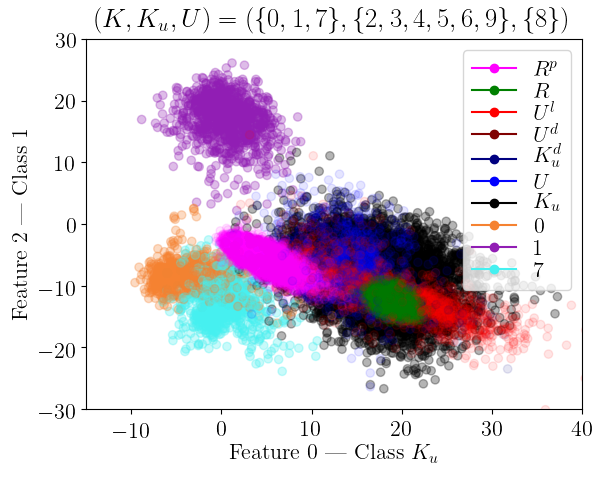 (K, K_u, U) = ({0, 1, 7}, {2, 3, 4, 5, 6, 9}, {8})
30
20
10
0
−10
−20
−30
−10
0
10
20
30
40
Feature 2 — Class 1
Feature 0 — Class K_u
R^p
R
U^l
U^d
K_u^d
U
K_u
0
1
7